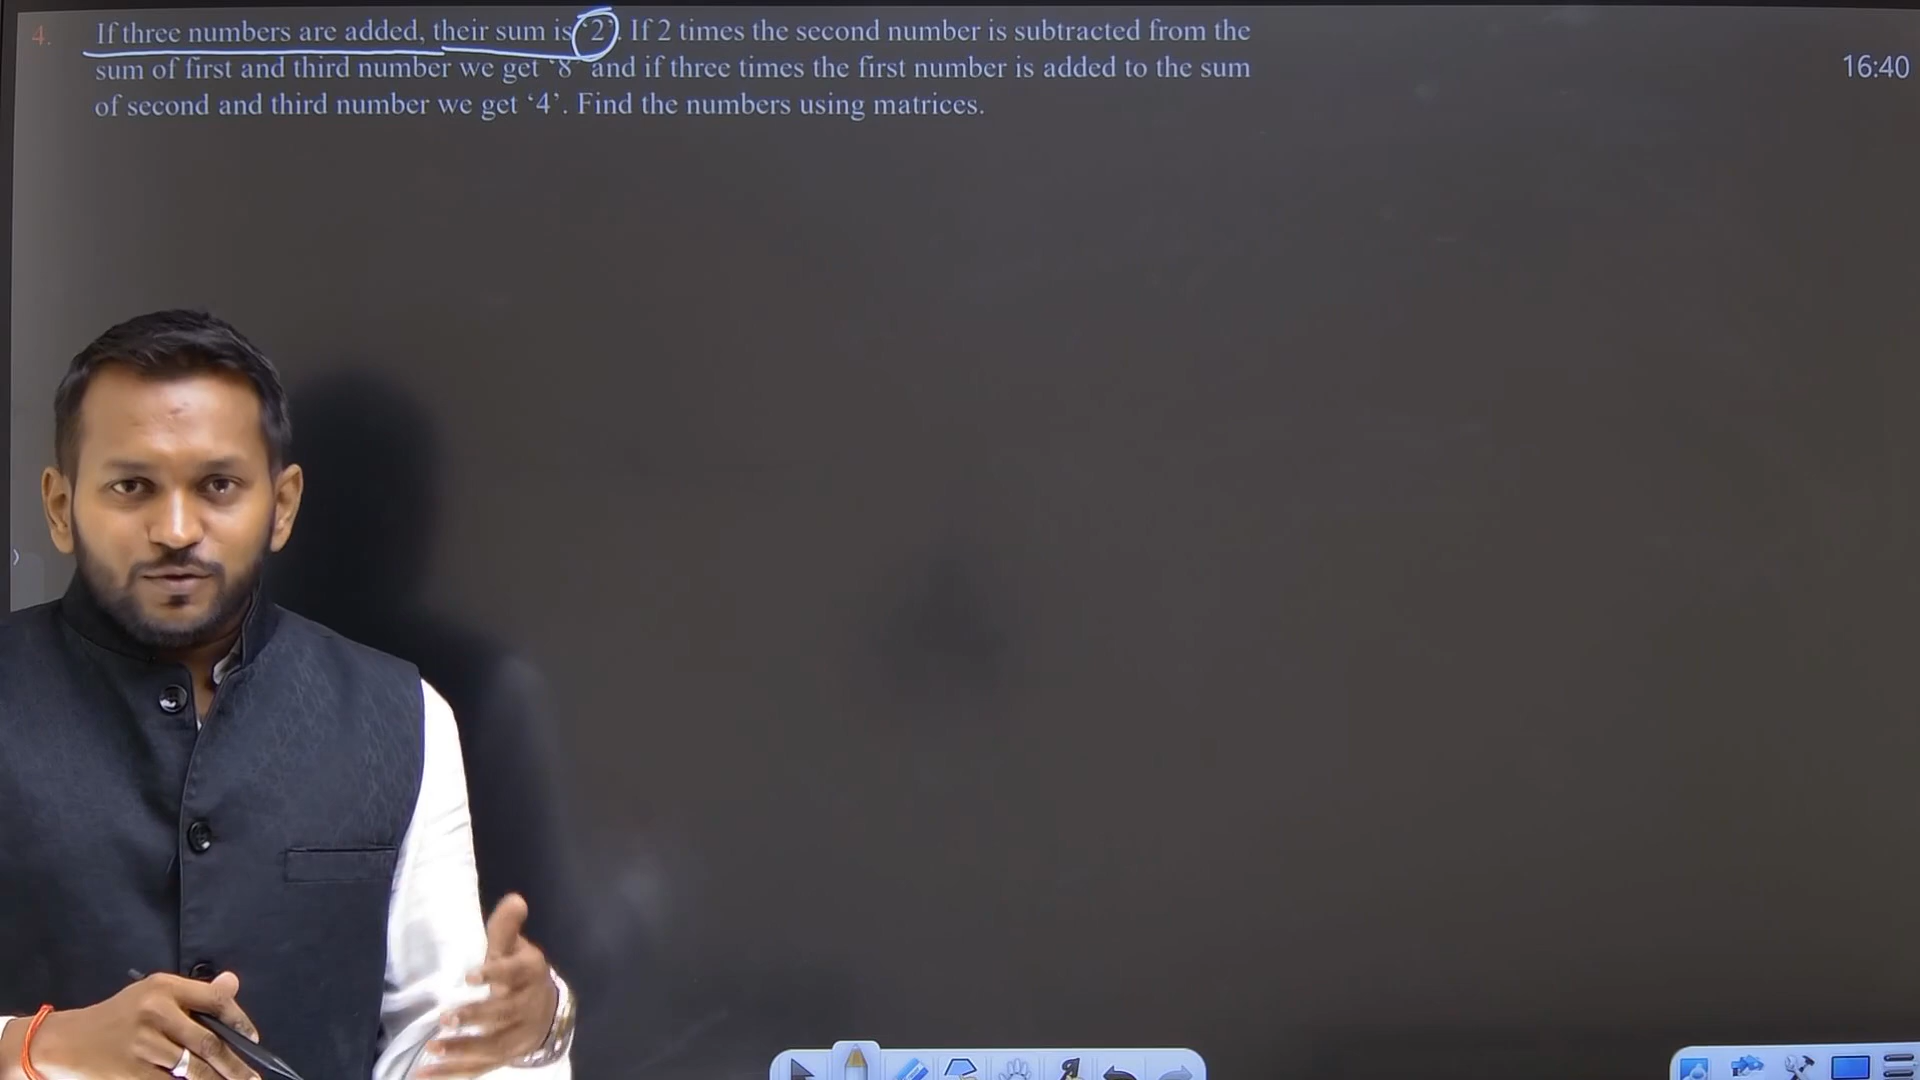 4. If three numbers are added, their sum is ‘2’. If 2 times the second number is subtracted from the
sum of first and third number we get ‘8’ and if three times the first number is added to the sum
of second and third number we get ‘4’. Find the numbers using matrices.
16:40